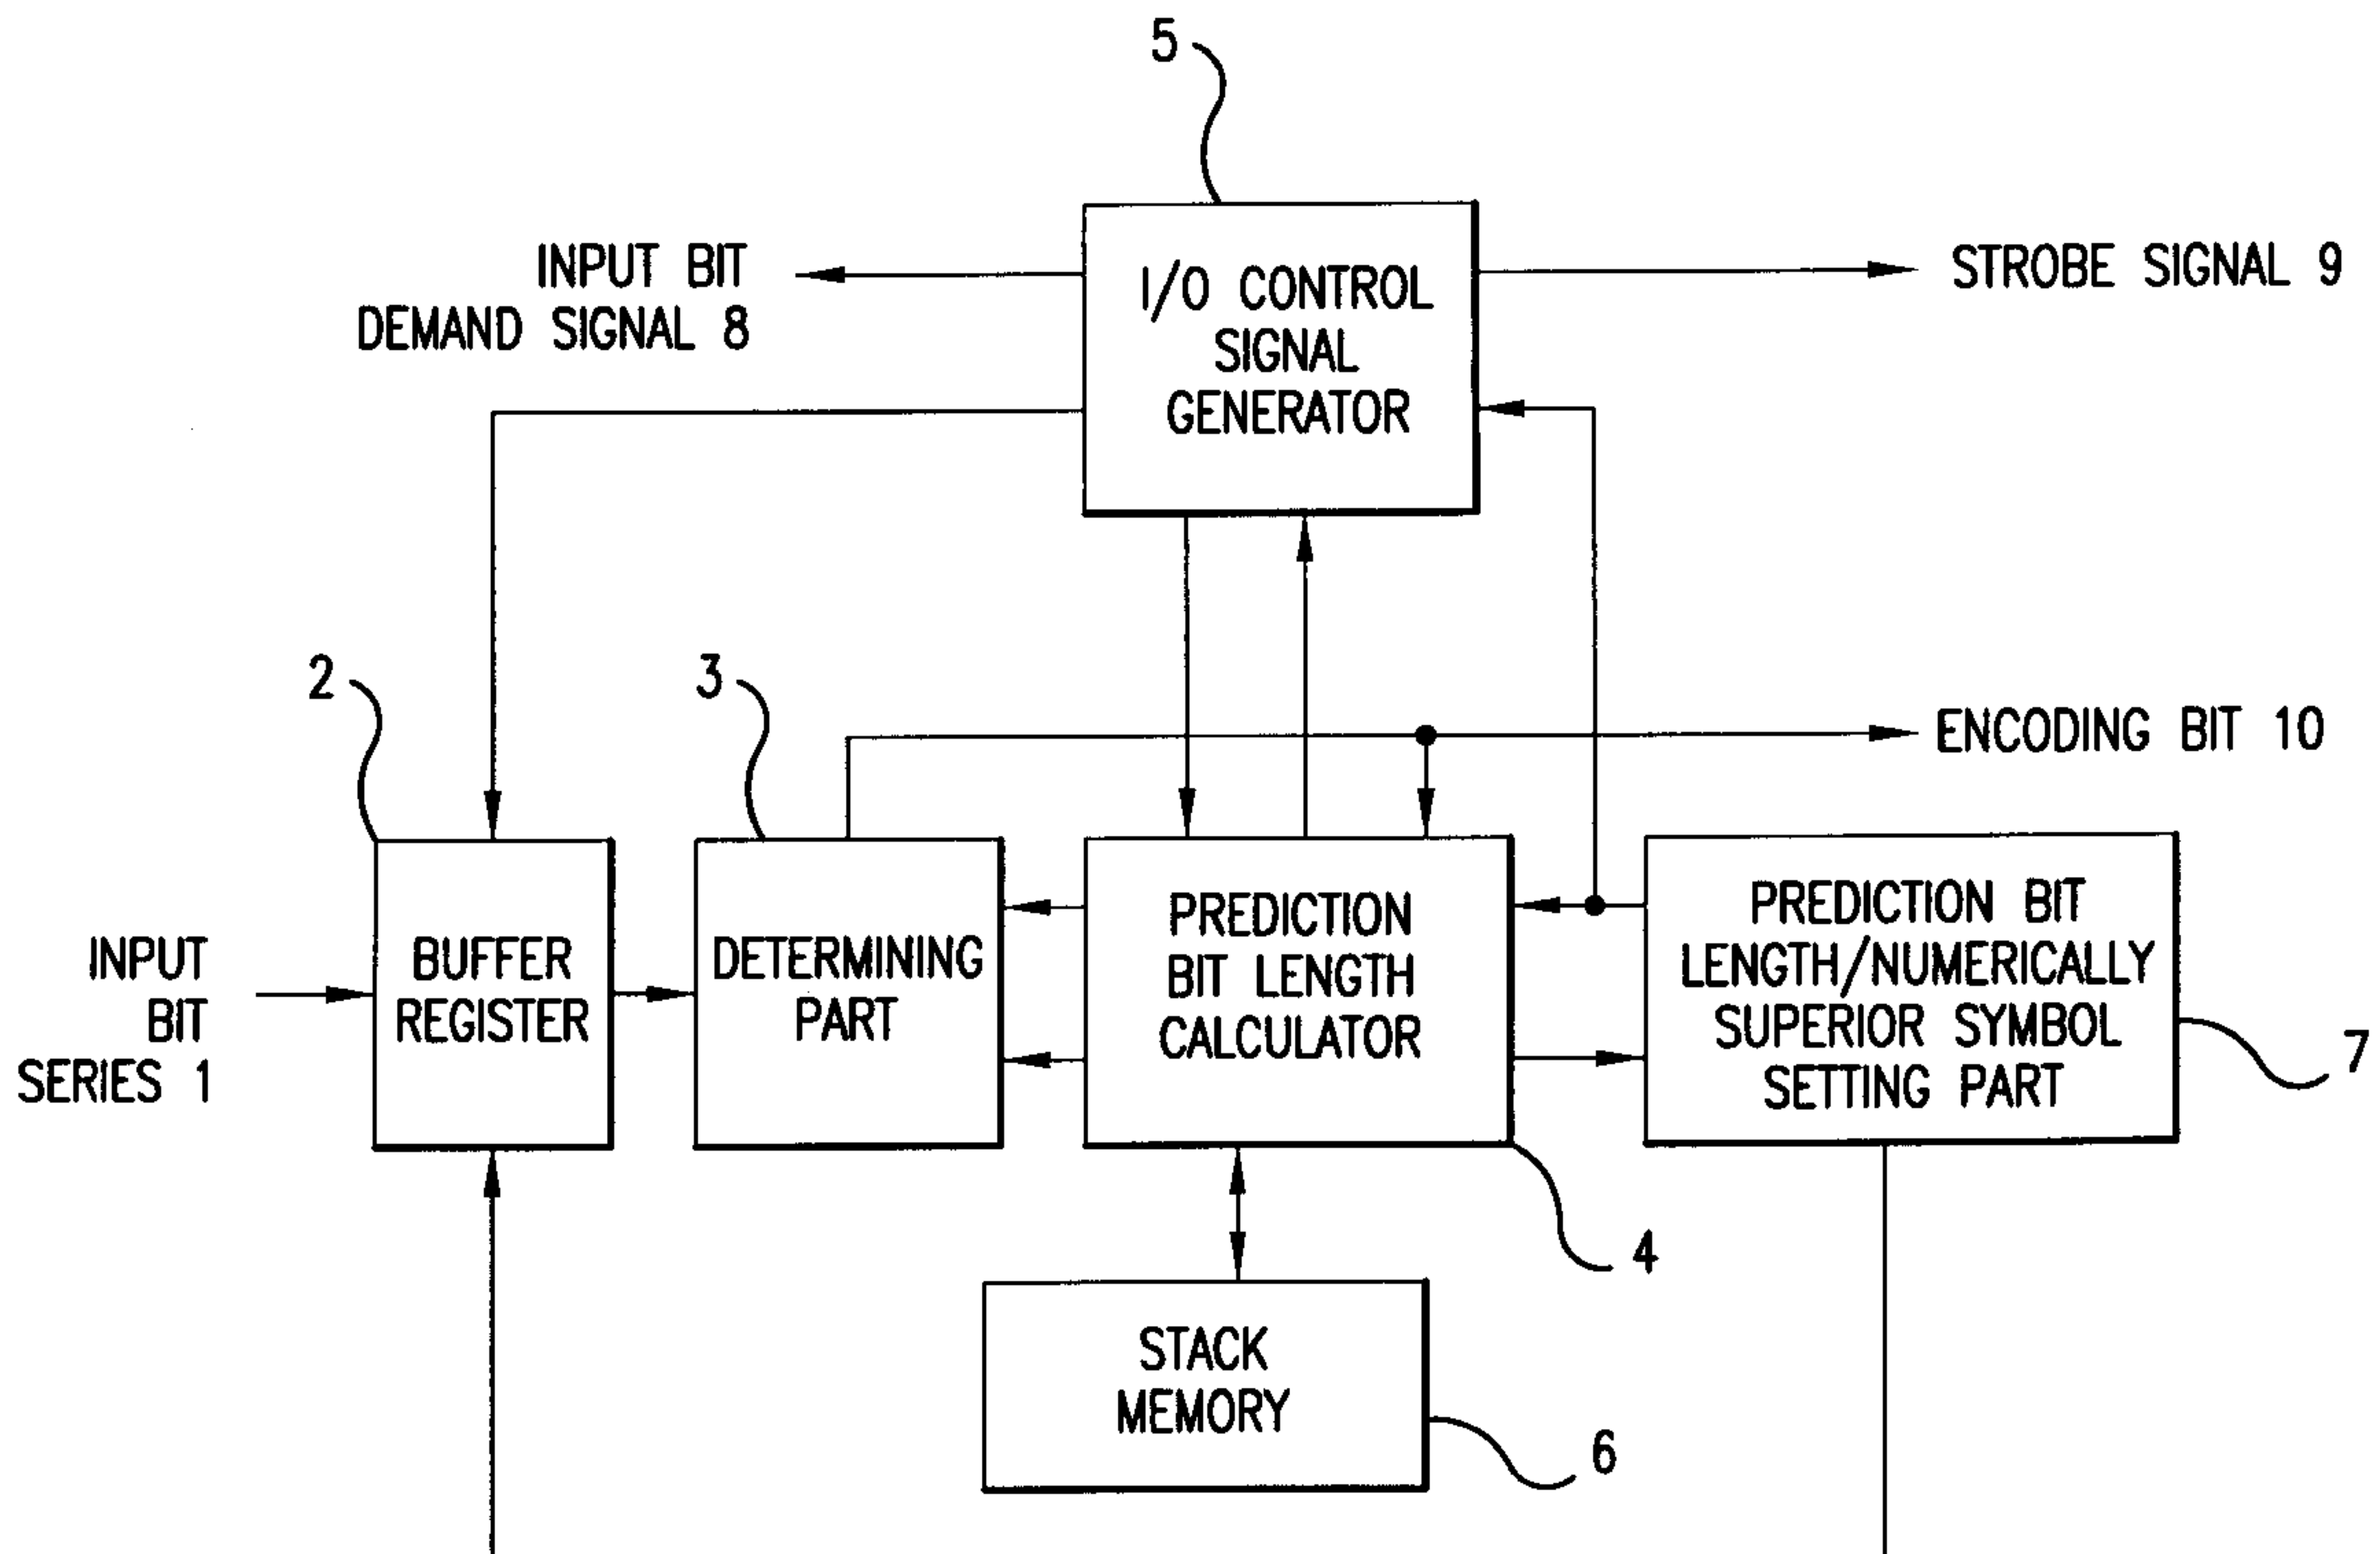 5
INPUT BIT
DEMAND SIGNAL 8
I/O CONTROL
SIGNAL
GENERATOR
STROBE SIGNAL 9
2
3
ENCODING BIT 10
INPUT
BIT
SERIES 1
BUFFER
REGISTER
DETERMINING
PART
PREDICTION
BIT LENGTH
CALCULATOR
PREDICTION BIT
LENGTH/NUMERICALLY
SUPERIOR SYMBOL
SETTING PART
7
4
STACK
MEMORY
6